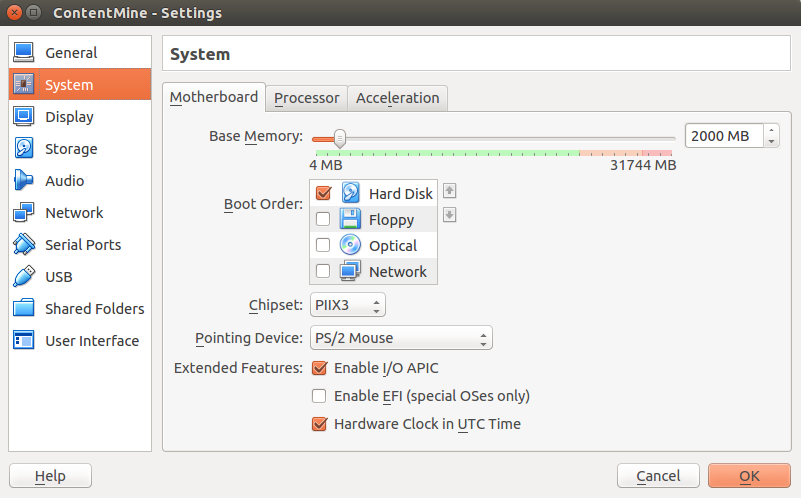 ContentMine - Settings
General
System
Display
Storage
Audio
Network
Serial Ports
USB
Shared Folders
User Interface
System
Motherboard Processor Acceleration
Base Memory: 2000 MB
4 MB 31744 MB
Boot Order:
Hard Disk
Floppy
Optical
Network
Chipset: PIIX3
Pointing Device: PS/2 Mouse
Extended Features: Enable I/O APIC
Enable EFI (special OSes only)
Hardware Clock in UTC Time
Help Cancel OK